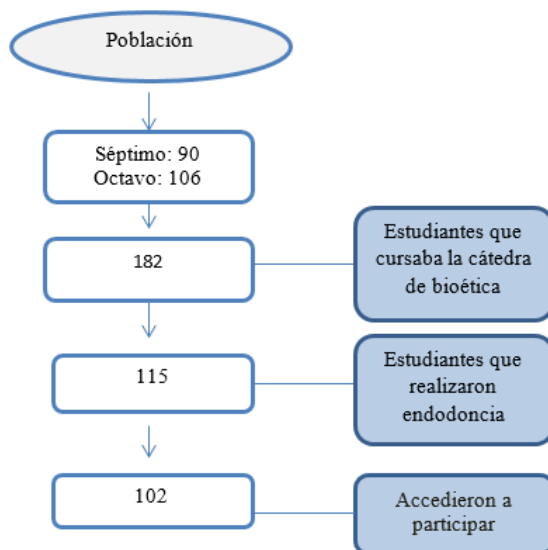 Población
Séptimo: 90
Octavo: 106
182
Estudiantes que
cursaba la cátedra
de bioética
115
Estudiantes que
realizaron
endodoncia
102
Accedieron a
participar